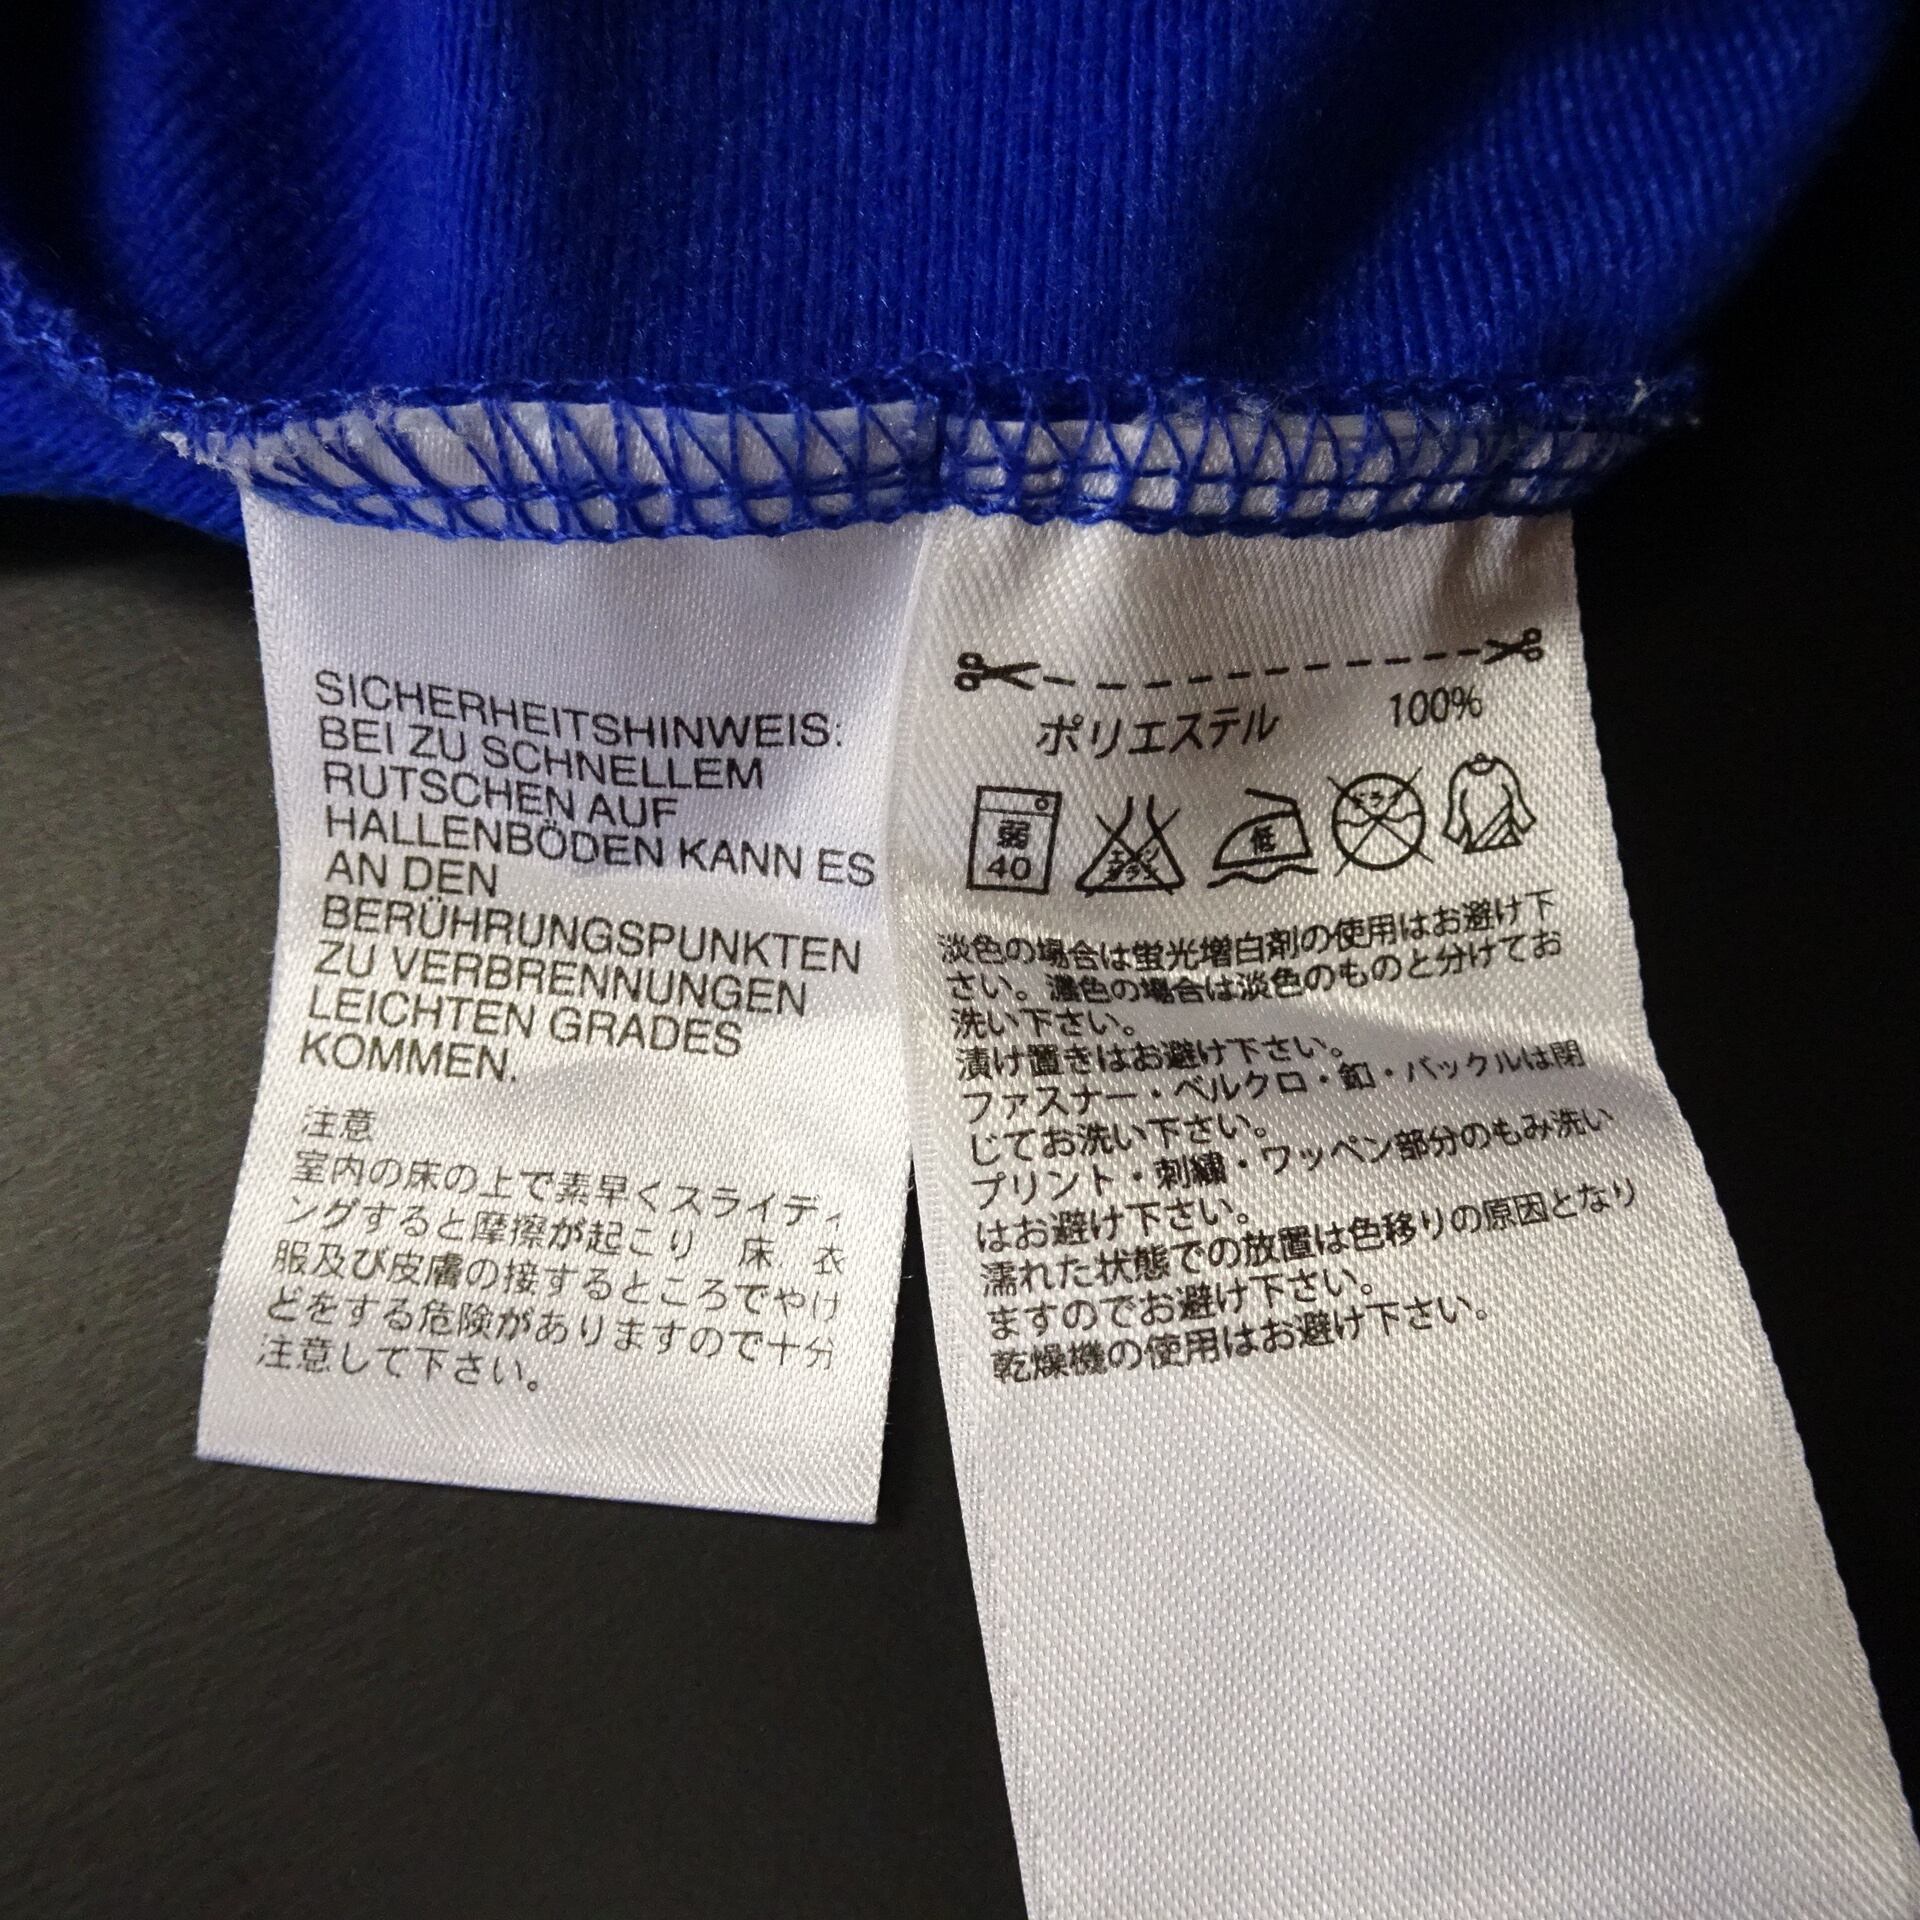 SICHERHEITSHINWEIS:
BEI ZU SCHNELLEM
RUTSCHEN AUF
HALLENBÖDEN KANN ES
AN DEN
BERÜHRUNGSPUNKTEN
ZU VERBRENNUNGEN
LEICHTEN GRADES
KOMMEN.
注意
室内の床の上で素早くスライディ
ングすると摩擦が起こり 床、衣
服及び皮膚の接するところでやけ
どをする危険がありますので十分
注意して下さい。
ポリエステル 100%
弱
40
低
淡色の場合は蛍光増白剤の使用はお避け下
さい。濃色の場合は淡色のものと分けてお
洗い下さい。
漬け置きはお避け下さい。
ファスナー・ベルクロ・釦・バックルは閉
じてお洗い下さい。
プリント・刺繍・ワッペン部分のもみ洗い
はお避け下さい。
濡れた状態での放置は色移りの原因となり
ますのでお避け下さい。
乾燥機の使用はお避け下さい。